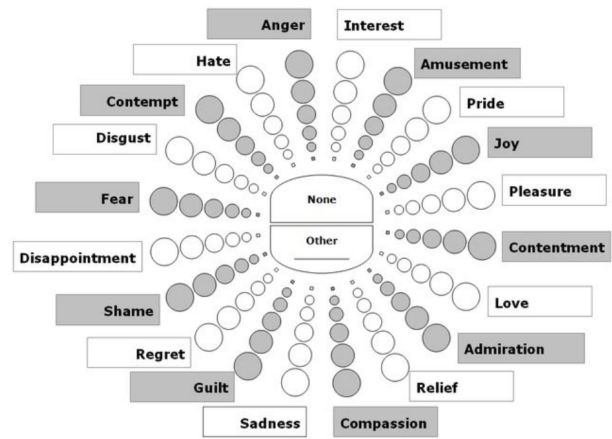 Anger
Interest
Hate
Amusement
Contempt
Pride
Disgust
Joy
Fear
Pleasure
None
Other
Disappointment
Contentment
Shame
Love
Regret
Admiration
Guilt
Relief
Sadness
Compassion